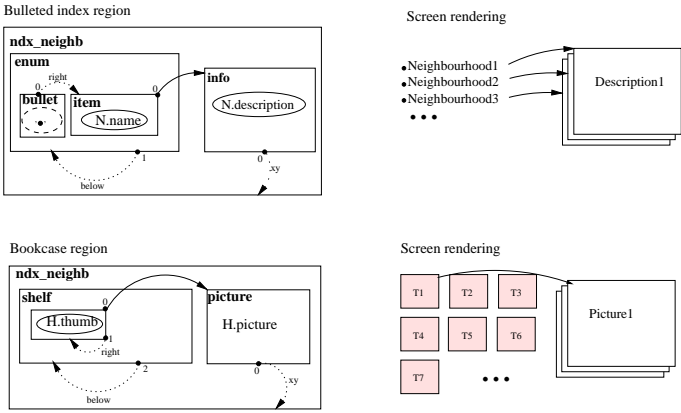 Bulleted index region
ndx_neighb
enum
0
right
bullet
item
0
N.name
info
N.description
1
0
below
xy
Screen rendering
Neighbourhood1
Neighbourhood2
Neighbourhood3
Description1
Bookcase region
ndx_neighb
shelf
0
H.thumb
1
right
picture
H.picture
2
0
below
xy
Screen rendering
T1 T2 T3
T4 T5 T6
T7
Picture1